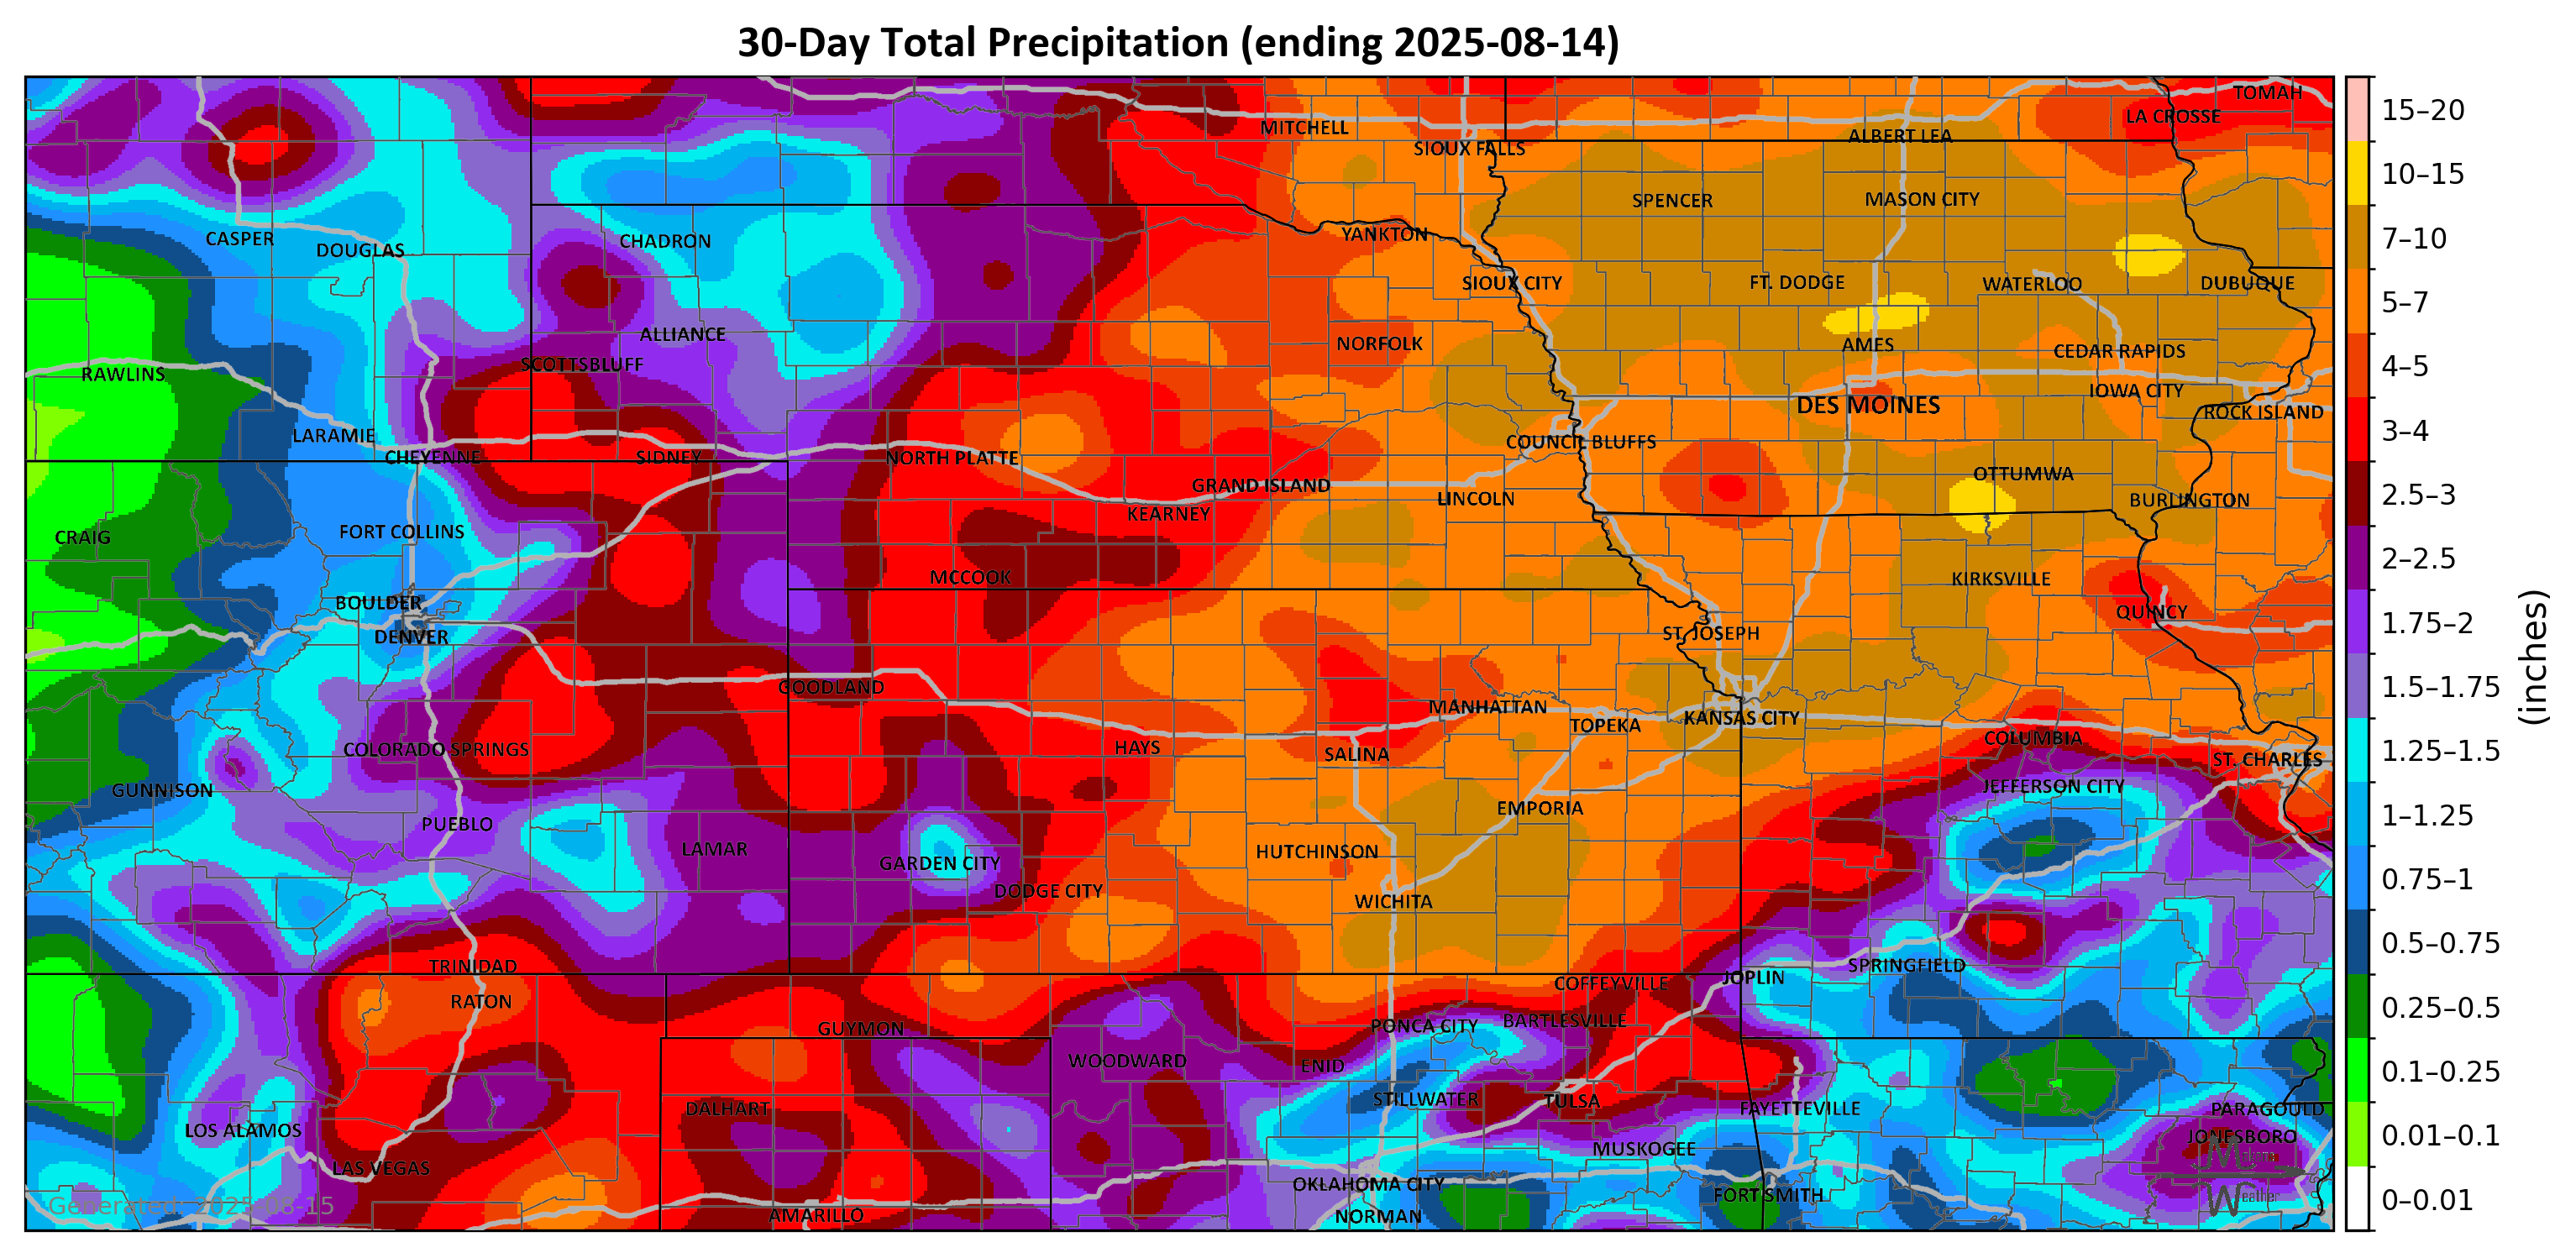 30-Day Total Precipitation (ending 2025-08-14)
TOMAH
LA CROSSE
MITCHELL
ALBERT LEA
SIOUX FALLS
SPENCER
MASON CITY
YANKTON
CASPER
DOUGLAS
CHADRON
SIOUX CITY
FT. DODGE
WATERLOO
DUBUQUE
ALLIANCE
NORFOLK
AMES
CEDAR RAPIDS
SCOTTSBLUFF
RAWLINS
IOWA CITY
DES MOINES
ROCK ISLAND
LARAMIE
COUNCIL BLUFFS
CHEYENNE
SIDNEY
NORTH PLATTE
OTTUMWA
GRAND ISLAND
LINCOLN
BURLINGTON
KEARNEY
FORT COLLINS
CRAIG
MCCOOK
KIRKSVILLE
BOULDER
QUINCY
DENVER
ST. JOSEPH
GOODLAND
MANHATTAN
TOPEKA
KANSAS CITY
COLUMBIA
COLORADO SPRINGS
HAYS
SALINA
ST. CHARLES
GUNNISON
JEFFERSON CITY
EMPORIA
PUEBLO
LAMAR
GARDEN CITY
HUTCHINSON
DODGE CITY
WICHITA
TRINIDAD
SPRINGFIELD
JOPLIN
COFFEYVILLE
RATON
GUYMON
PONCA CITY
BARTLESVILLE
WOODWARD
ENID
STILLWATER
TULSA
DALHART
FAYETTEVILLE
PARAGOULD
LOS ALAMOS
JONESBORO
MUSKOGEE
LAS VEGAS
OKLAHOMA CITY
FORT SMITH
AMARILLO
NORMAN
Generated: 2025-08-15
Makens
Weather
15–20
10–15
7–10
5–7
4–5
3–4
2.5–3
2–2.5
1.75–2
1.5–1.75
1.25–1.5
1–1.25
0.75–1
0.5–0.75
0.25–0.5
0.1–0.25
0.01–0.1
0–0.01
(inches)